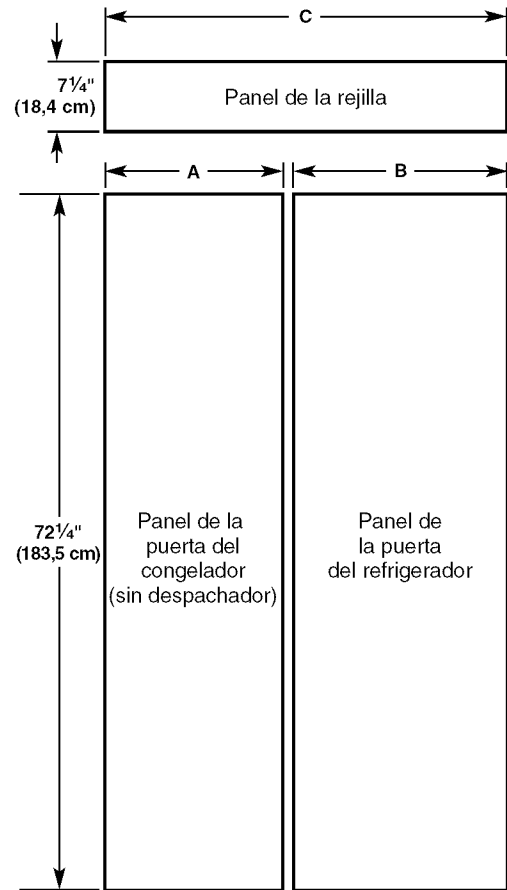 C
7¼"
(18,4 cm)
Panel de la rejilla
A
B
72¼"
(183,5 cm)
Panel de la
puerta del
congelador
(sin despachador)
Panel de
la puerta
del refrigerador